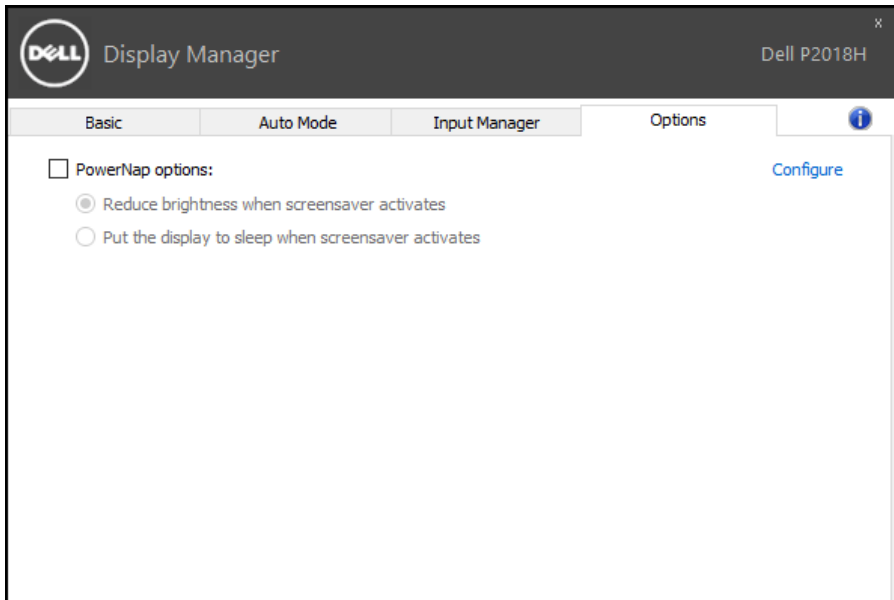 x
DELL Display Manager Dell P2018H
Basic Auto Mode Input Manager Options i
PowerNap options: Configure
Reduce brightness when screensaver activates
Put the display to sleep when screensaver activates